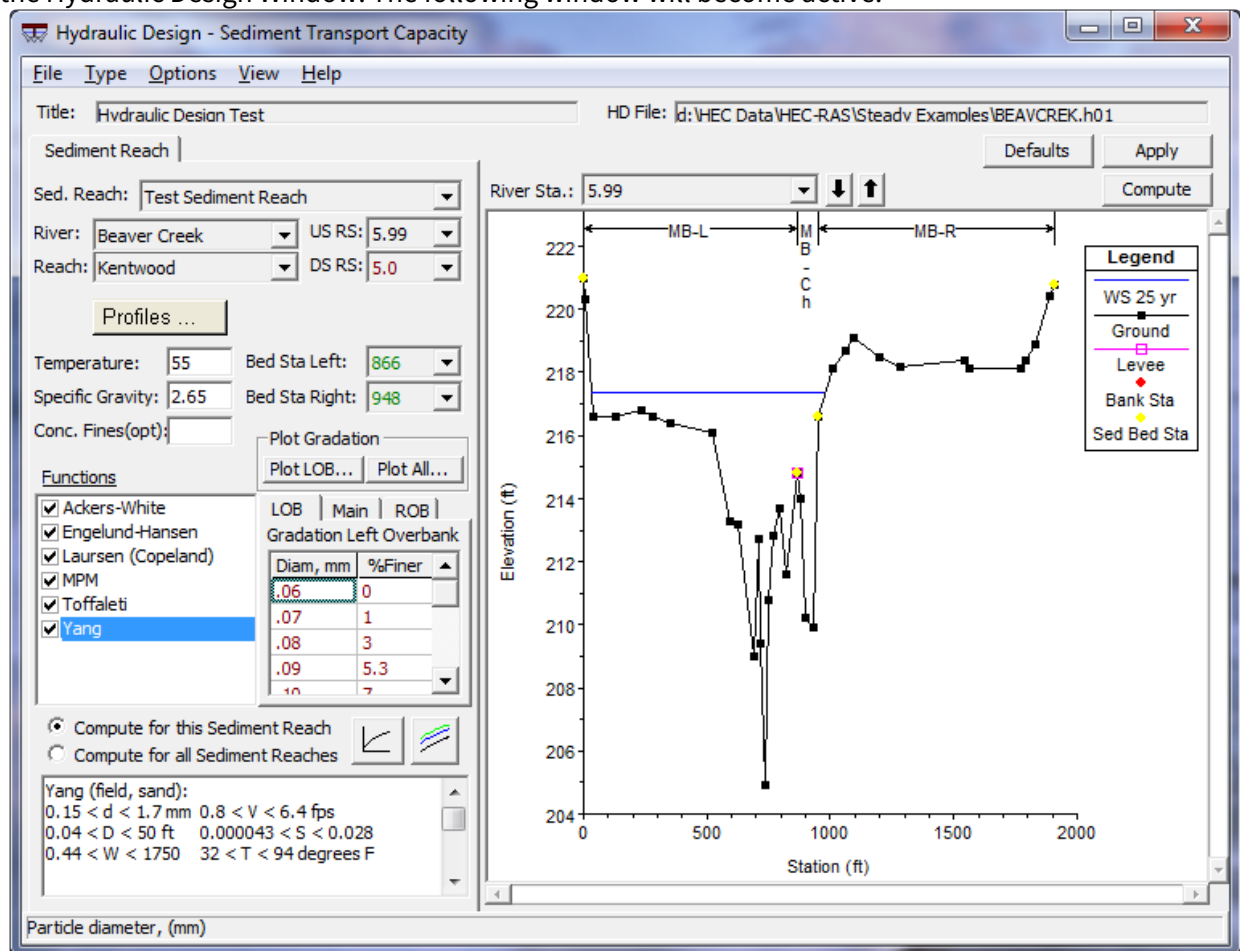 the Hydraulic Design Window. The following window will become active.
Hydraulic Design - Sediment Transport Capacity
File Type Options View Help
Title: Hydraulic Design Test HD File: d:\HEC Data\HEC-RAS\Steady Examples\BEAVCREK.h01
Sediment Reach Defaults Apply
Sed. Reach: Test Sediment Reach River Sta.: 5.99 Compute
River: Beaver Creek US RS: 5.99
Reach: Kentwood DS RS: 5.0
Profiles ...
Temperature: 55 Bed Sta Left: 866
Specific Gravity: 2.65 Bed Sta Right: 948
Conc. Fines(opt):
Plot Gradation
Plot LOB... Plot All...
Functions
Ackers-White
Engelund-Hansen
Laursen (Copeland)
MPM
Toffaleti
Yang
LOB Main ROB
Gradation Left Overbank
Diam, mm %Finer
.06 0
.07 1
.08 3
.09 5.3
.10 7
Compute for this Sediment Reach
Compute for all Sediment Reaches
Yang (field, sand):
0.15 < d < 1.7 mm 0.8 < V < 6.4 fps
0.04 < D < 50 ft 0.000043 < S < 0.028
0.44 < W < 1750 32 < T < 94 degrees F
MB-L
M
B
-
C
h
MB-R
222
220
218
216
214
212
210
208
206
204
Elevation (ft)
0 500 1000 1500 2000
Station (ft)
Legend
WS 25 yr
Ground
Levee
Bank Sta
Sed Bed Sta
Particle diameter, (mm)